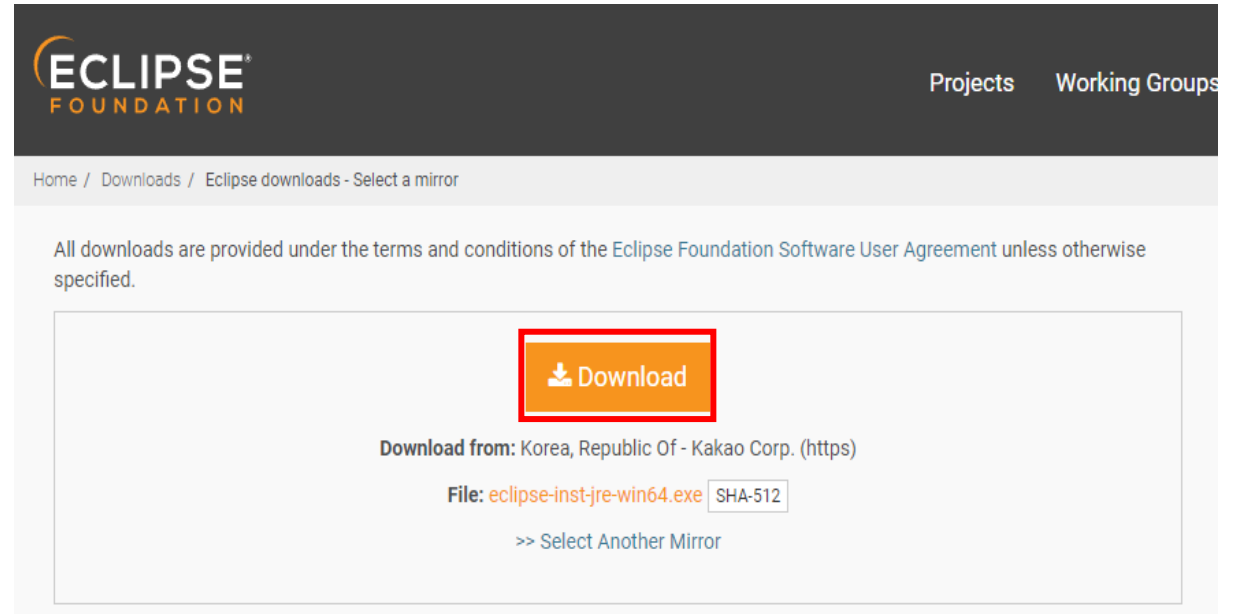 ECLIPSE®
FOUNDATION
Projects Working Groups
Home / Downloads / Eclipse downloads - Select a mirror
All downloads are provided under the terms and conditions of the Eclipse Foundation Software User Agreement unless otherwise
specified.
Download
Download from: Korea, Republic Of - Kakao Corp. (https)
File: eclipse-inst-jre-win64.exe SHA-512
>> Select Another Mirror